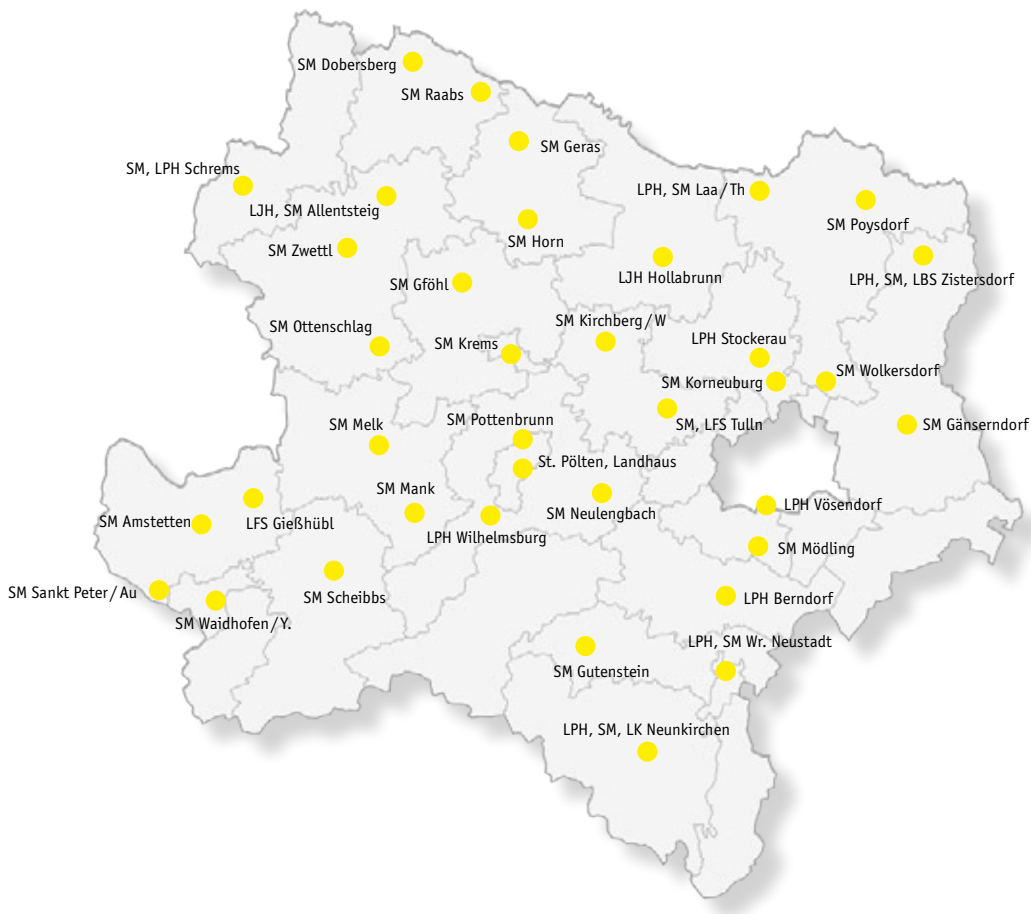 SM Dobersberg
SM Raabs
SM Geras
SM, LPH Schrems
LPH, SM Laa/Th
LJH, SM Allentsteig
SM Poysdorf
SM Horn
SM Zwettl
LJH Hollabrunn
LPH, SM, LBS Zistersdorf
SM Gföhl
SM Kirchberg/W
SM Ottenschlag
LPH Stockerau
SM Krems
SM Wolkersdorf
SM Korneuburg
SM Melk
SM Pottenbrunn
SM, LFS Tulln
SM Gänserndorf
St. Pölten, Landhaus
SM Mank
LFS Gießhübl
LPH Vösendorf
SM Neulengbach
SM Amstetten
LPH Wilhelmsburg
SM Mödling
SM Sankt Peter/Au
SM Scheibbs
LPH Berndorf
SM Waidhofen/Y.
LPH, SM Wr. Neustadt
SM Gutenstein
LPH, SM, LK Neunkirchen